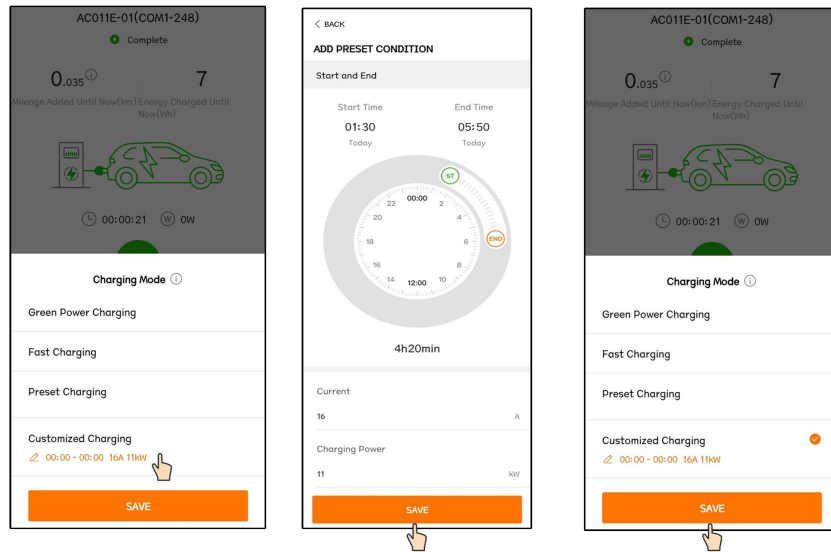 AC011E-01(COM1-248)
Complete
0.035 7
Mileage Added Until Now(km) Energy Charged Until
Now(Wh)
00:00:21 W 0W
Charging Mode i
Green Power Charging
Fast Charging
Preset Charging
Customized Charging
00:00 - 00:00 16A 11kW
SAVE
< BACK
ADD PRESET CONDITION
Start and End
Start Time End Time
01:30 05:50
Today Today
ST
00:00
22 2
20 4
18 6
END
16 8
14 10
12:00
4h20min
Current
16 A
Charging Power
11 kW
SAVE
AC011E-01(COM1-248)
Complete
0.035 7
Mileage Added Until Now(km) Energy Charged Until
Now(Wh)
00:00:21 W 0W
Charging Mode i
Green Power Charging
Fast Charging
Preset Charging
Customized Charging
00:00 - 00:00 16A 11kW
SAVE